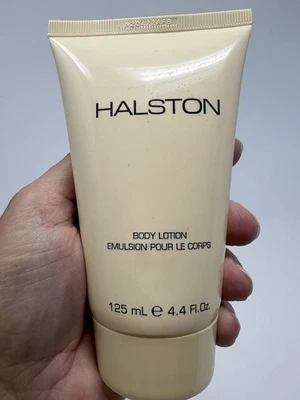 HALSTON
BODY LOTION
EMULSION POUR LE CORPS
125 mL e 4.4 Fl.Oz.